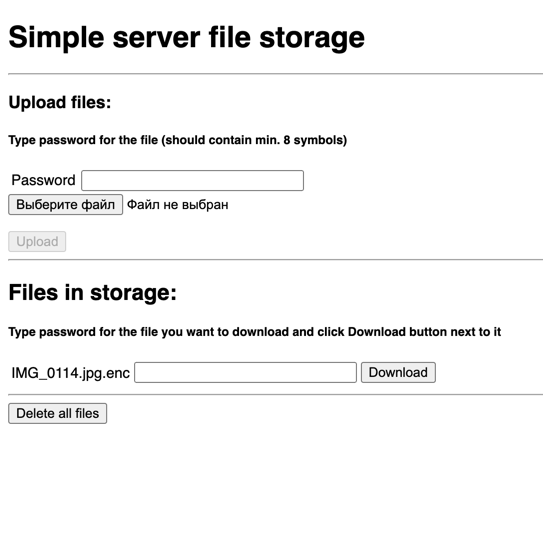 Simple server file storage
Upload files:
Type password for the file (should contain min. 8 symbols)
Password
Выберите файл Файл не выбран
Upload
Files in storage:
Type password for the file you want to download and click Download button next to it
IMG_0114.jpg.enc Download
Delete all files